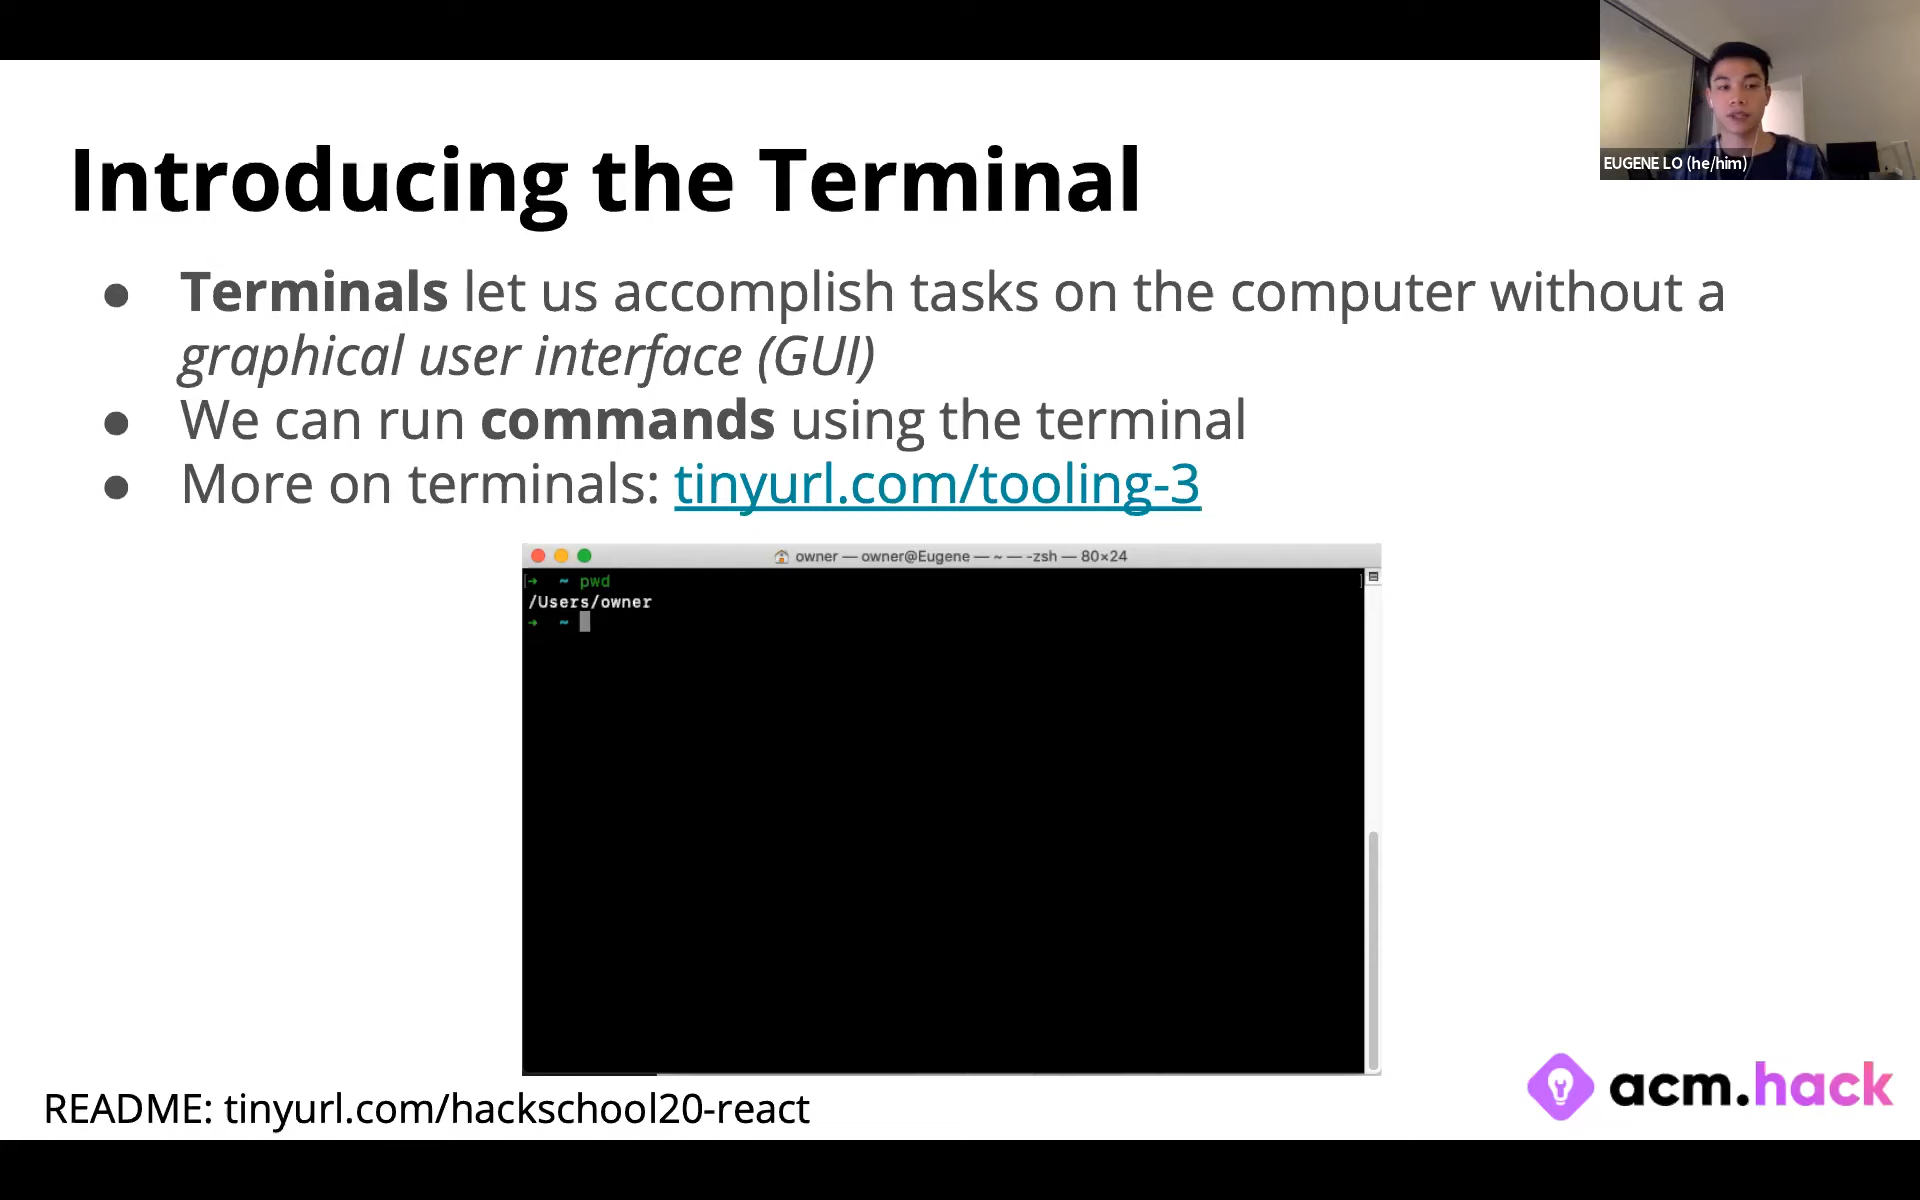 EUGENE LO (he/him)
Introducing the Terminal
● Terminals let us accomplish tasks on the computer without a
graphical user interface (GUI)
● We can run commands using the terminal
● More on terminals: tinyurl.com/tooling-3
owner — owner@Eugene — ~ — -zsh — 80×24
[➜ ~ pwd ]
/Users/owner
➜ ~
README: tinyurl.com/hackschool20-react
acm.hack